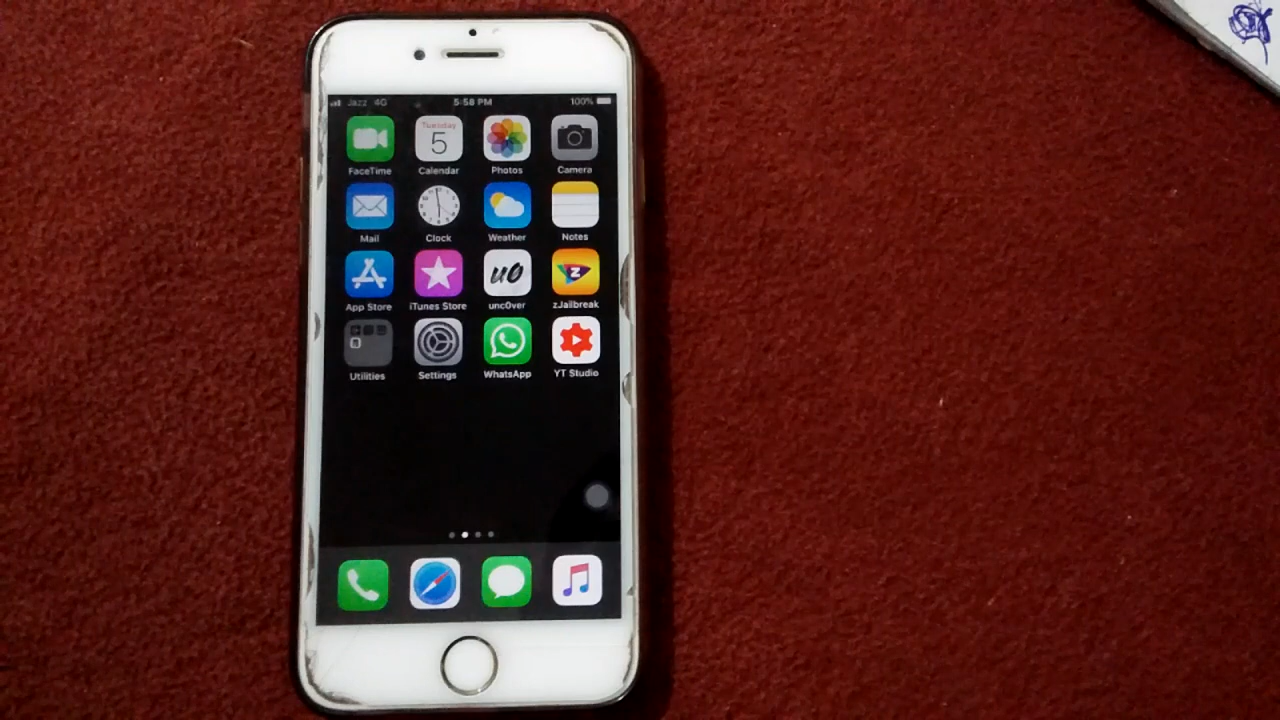 Jazz 4G 5:58 PM 100%
Tuesday
5
FaceTime Calendar Photos Camera
Mail Clock Weather Notes
u0 Z
App Store iTunes Store unc0ver zJailbreak
Utilities Settings WhatsApp YT Studio